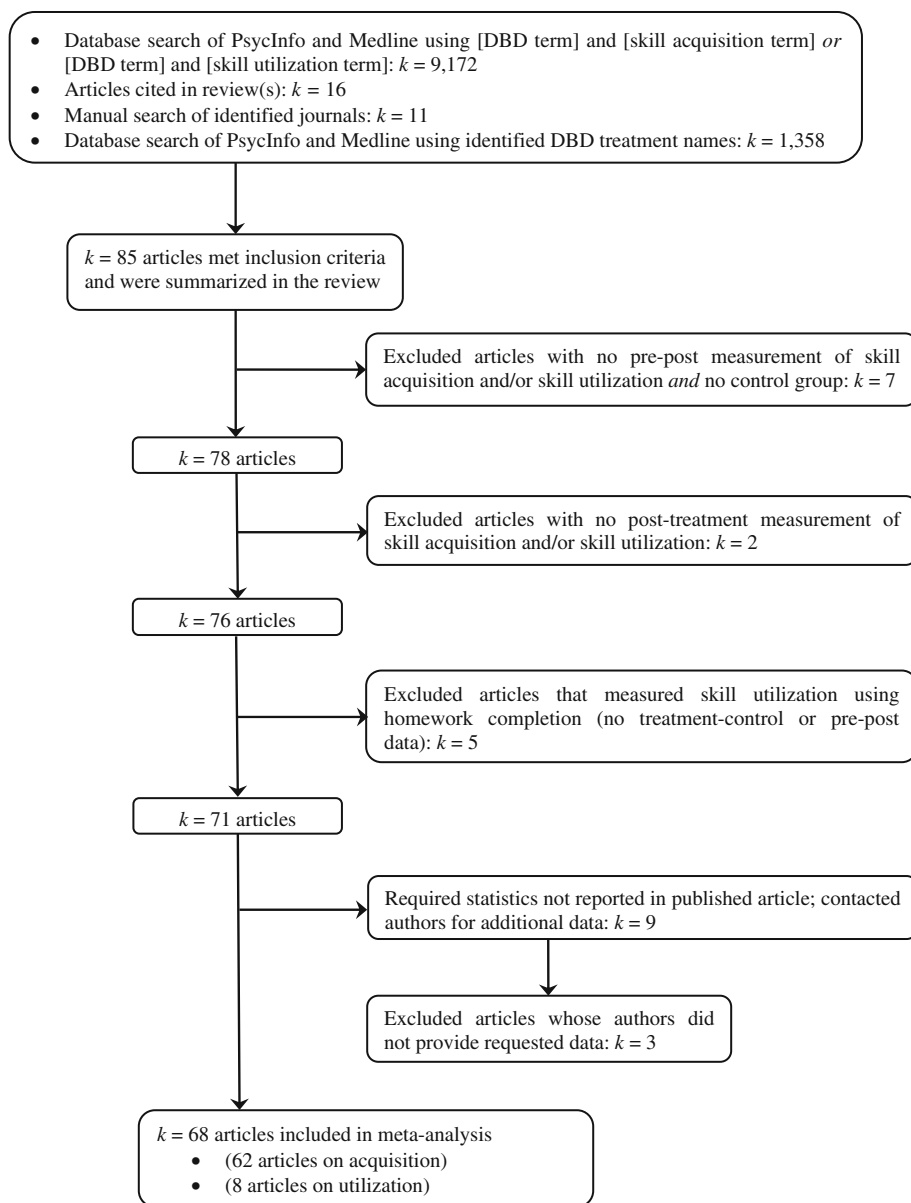 • Database search of PsycInfo and Medline using [DBD term] and [skill acquisition term] or
[DBD term] and [skill utilization term]: k = 9,172
• Articles cited in review(s): k = 16
• Manual search of identified journals: k = 11
• Database search of PsycInfo and Medline using identified DBD treatment names: k = 1,358
k = 85 articles met inclusion criteria
and were summarized in the review
Excluded articles with no pre-post measurement of skill
acquisition and/or skill utilization and no control group: k = 7
k = 78 articles
Excluded articles with no post-treatment measurement of
skill acquisition and/or skill utilization: k = 2
k = 76 articles
Excluded articles that measured skill utilization using
homework completion (no treatment-control or pre-post
data): k = 5
k = 71 articles
Required statistics not reported in published article; contacted
authors for additional data: k = 9
Excluded articles whose authors did
not provide requested data: k = 3
k = 68 articles included in meta-analysis
• (62 articles on acquisition)
• (8 articles on utilization)